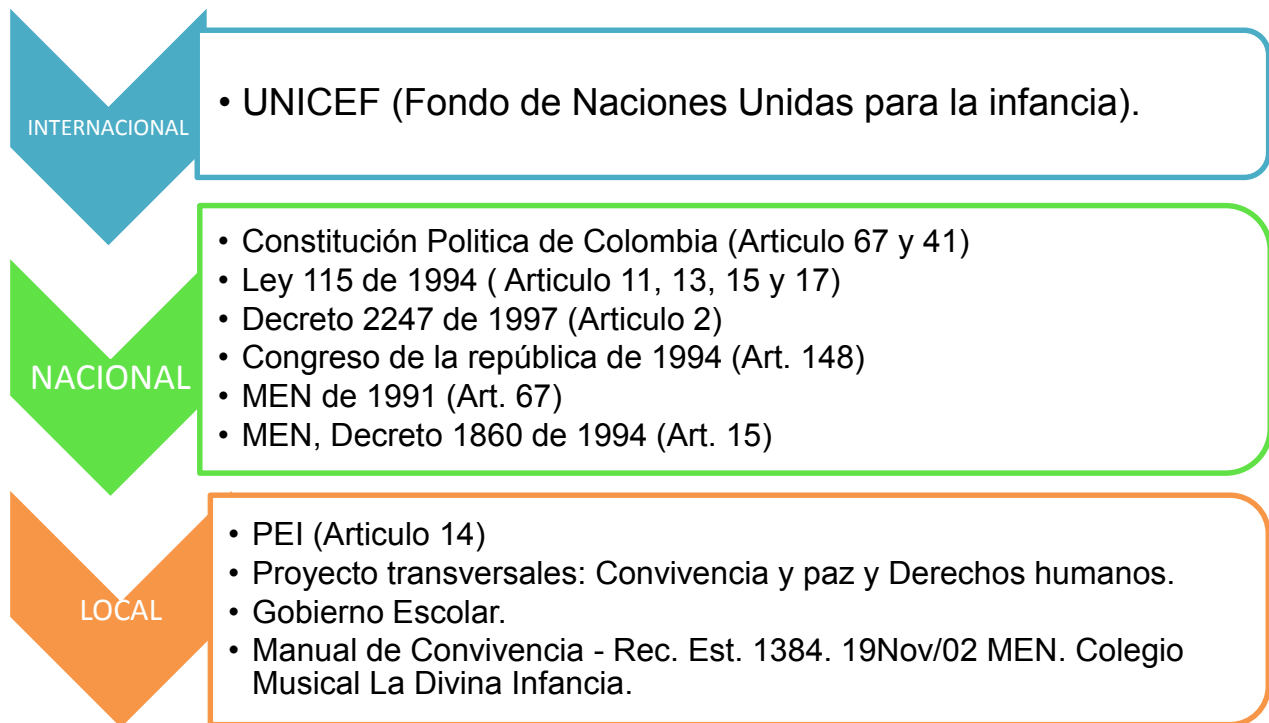 INTERNACIONAL
• UNICEF (Fondo de Naciones Unidas para la infancia).
NACIONAL
• Constitución Politica de Colombia (Articulo 67 y 41)
• Ley 115 de 1994 ( Articulo 11, 13, 15 y 17)
• Decreto 2247 de 1997 (Articulo 2)
• Congreso de la república de 1994 (Art. 148)
• MEN de 1991 (Art. 67)
• MEN, Decreto 1860 de 1994 (Art. 15)
LOCAL
• PEI (Articulo 14)
• Proyecto transversales: Convivencia y paz y Derechos humanos.
• Gobierno Escolar.
• Manual de Convivencia - Rec. Est. 1384. 19Nov/02 MEN. Colegio
Musical La Divina Infancia.